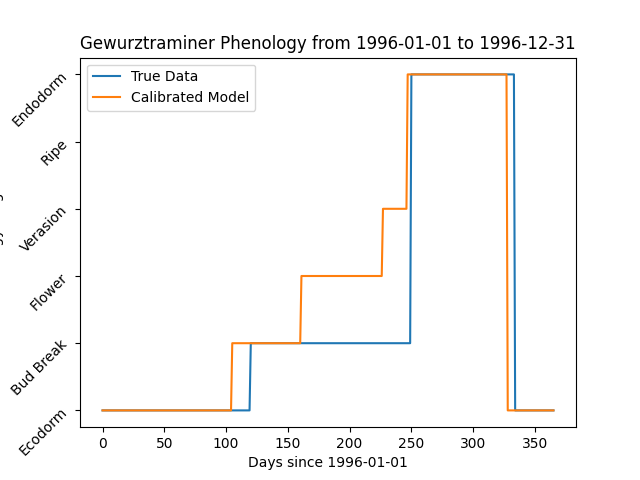 Gewurztraminer Phenology from 1996-01-01 to 1996-12-31
True Data
Calibrated Model
Endodorm
Ripe
Verasion
Flower
Bud Break
Ecodorm
0 50 100 150 200 250 300 350
Days since 1996-01-01